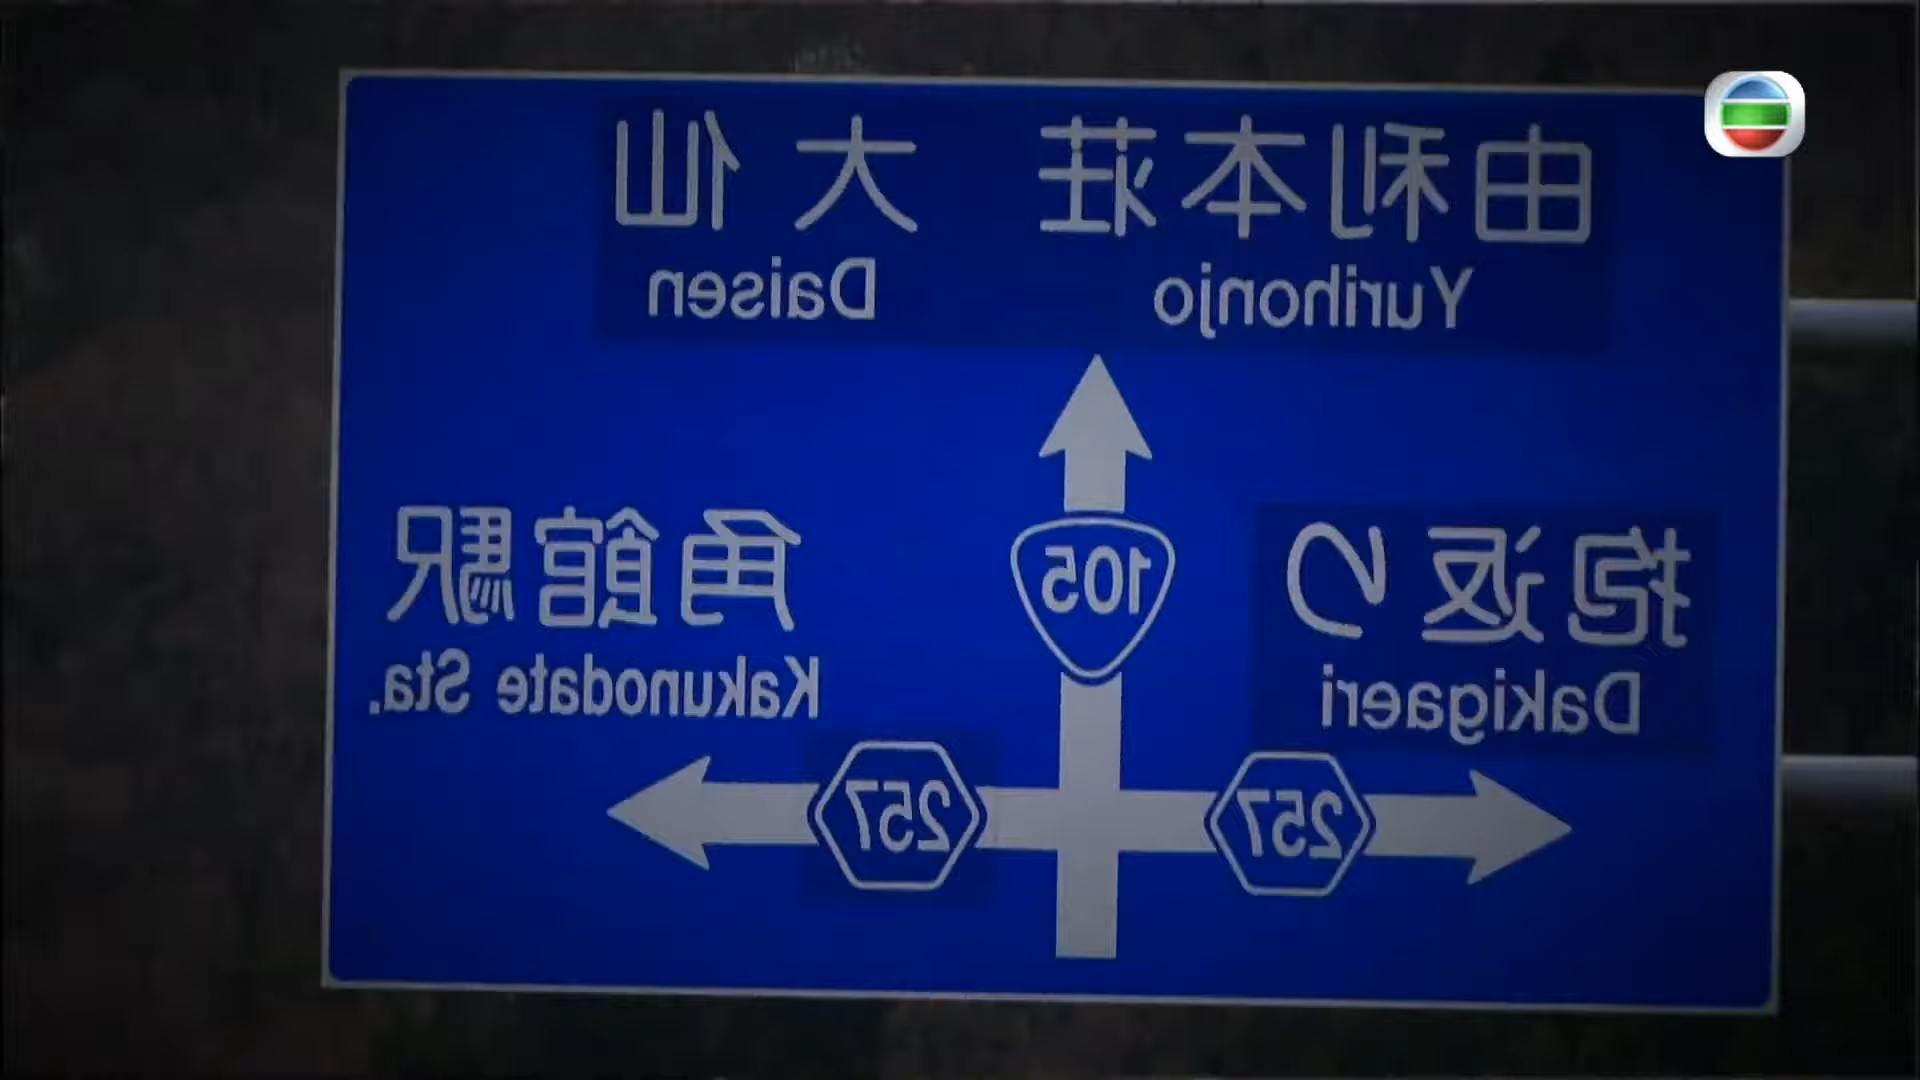 由利本荘 大仙
Yurihonjo Daisen
抱返り
Dakigaeri
105
角館駅
Kakunodate Sta.
257
257